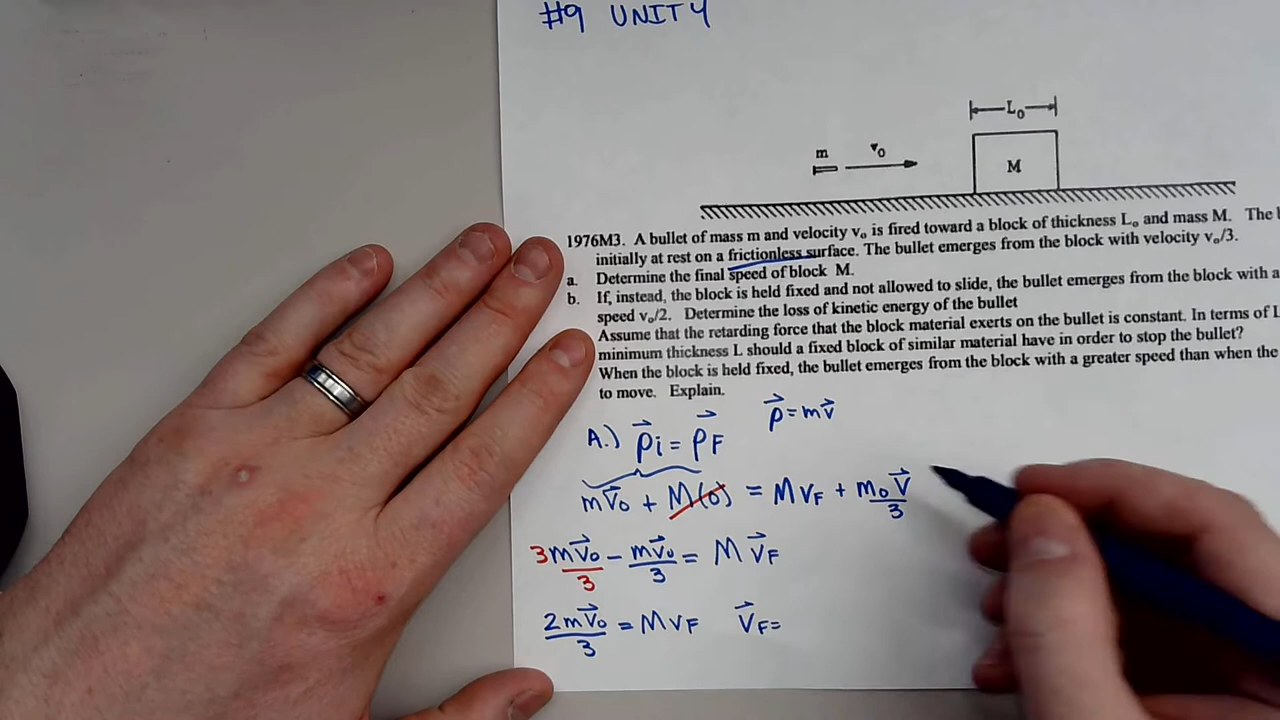 #9 UNITY
L₀
m
v₀
M
1976M3. A bullet of mass m and velocity v₀ is fired toward a block of thickness L₀ and mass M. The
initially at rest on a frictionless surface. The bullet emerges from the block with velocity v₀/3.
a. Determine the final speed of block M.
b. If, instead, the block is held fixed and not allowed to slide, the bullet emerges from the block with a
speed v₀/2. Determine the loss of kinetic energy of the bullet
Assume that the retarding force that the block material exerts on the bullet is constant. In terms of L
minimum thickness L should a fixed block of similar material have in order to stop the bullet?
When the block is held fixed, the bullet emerges from the block with a greater speed than when the
to move. Explain.
A.) p⃗i = p⃗F p⃗ = mv⃗
mv⃗₀ + M(0) = MvF + m₀v⃗/3
3mv⃗₀/3 - mv⃗₀/3 = Mv⃗F
2mv⃗₀/3 = MvF v⃗F =